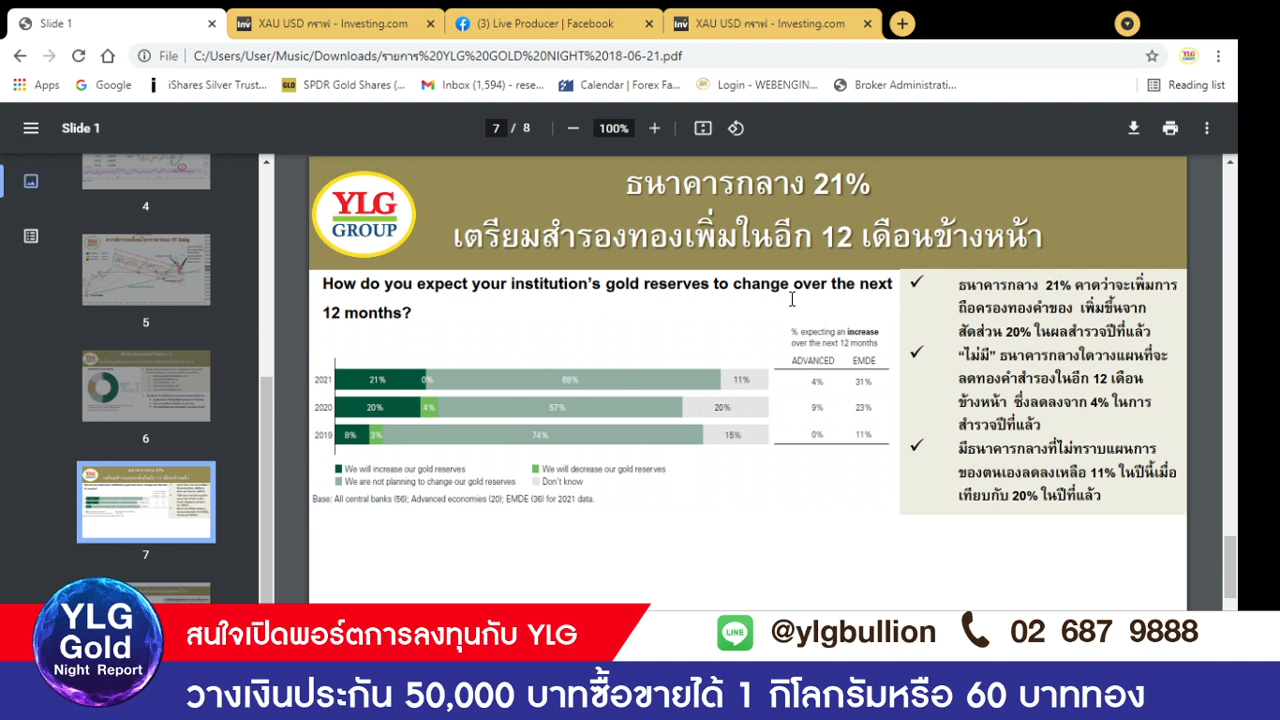 Slide 1
XAU USD กราฟ - Investing.com
(3) Live Producer | Facebook
XAU USD กราฟ - Investing.com
File | C:/Users/User/Music/Downloads/รายการ%20YLG%20GOLD%20NIGHT%2018-06-21.pdf
Apps
Google
iShares Silver Trust...
SPDR Gold Shares (...
Inbox (1,594) - rese...
Calendar | Forex Fa...
Login - WEBENGIN...
Broker Administrati...
Reading list
Slide 1
7 / 8
100%
4
5
6
7
YLG
GROUP
ธนาคารกลาง 21%
เตรียมสำรองทองเพิ่มในอีก 12 เดือนข้างหน้า
How do you expect your institution's gold reserves to change over the next
12 months?
% expecting an increase
over the next 12 months
ADVANCED EMDE
2021 21% 0% 68% 11% 4% 31%
2020 20% 4% 57% 20% 9% 23%
2019 8% 3% 74% 15% 0% 11%
We will increase our gold reserves
We will decrease our gold reserves
We are not planning to change our gold reserves
Don't know
Base: All central banks (56); Advanced economies (20); EMDE (36) for 2021 data.
ธนาคารกลาง 21% คาดว่าจะเพิ่มการ
ถือครองทองคำของ เพิ่มขึ้นจาก
สัดส่วน 20% ในผลสำรวจปีที่แล้ว
“ไม่มี” ธนาคารกลางใดวางแผนที่จะ
ลดทองคำสำรองในอีก 12 เดือน
ข้างหน้า ซึ่งลดลงจาก 4% ในการ
สำรวจปีที่แล้ว
มีธนาคารกลางที่ไม่ทราบแผนการ
ของตนเองลดลงเหลือ 11% ในปีนี้เมื่อ
เทียบกับ 20% ในปีที่แล้ว
YLG
Gold
Night Report
สนใจเปิดพอร์ตการลงทุนกับ YLG
LINE
@ylgbullion
02 687 9888
วางเงินประกัน 50,000 บาทซื้อขายได้ 1 กิโลกรัมหรือ 60 บาททอง